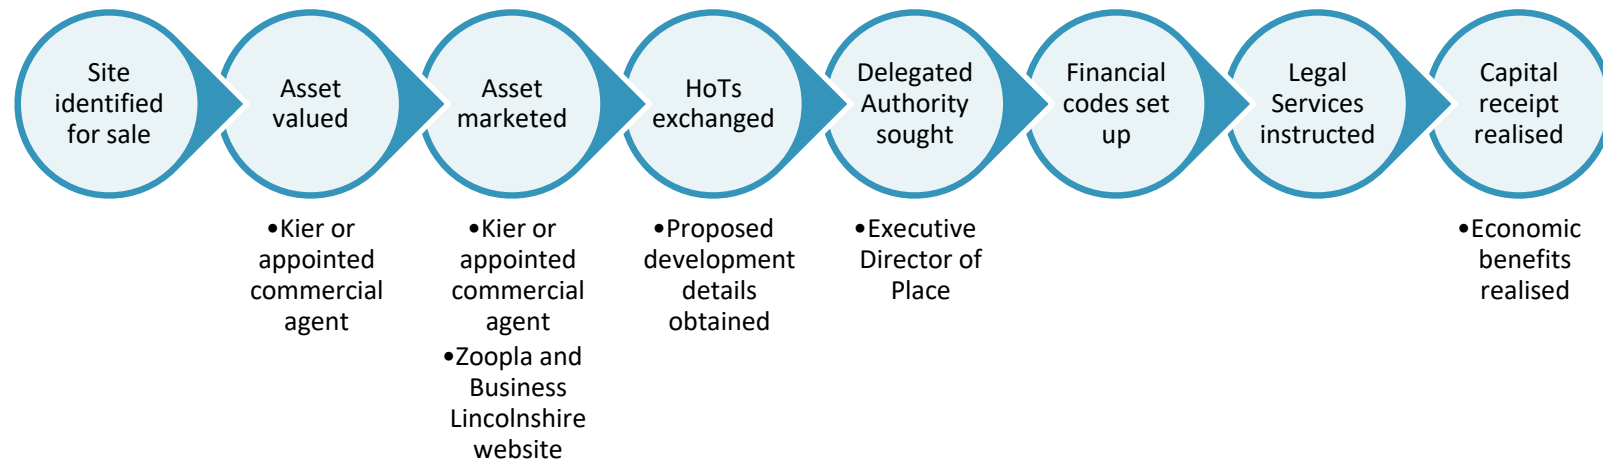 Site
identified
for sale
Asset
valued
Asset
marketed
HoTs
exchanged
Delegated
Authority
sought
Financial
codes set
up
Legal
Services
instructed
Capital
receipt
realised
•Kier or
appointed
commercial
agent
•Kier or
appointed
commercial
agent
•Zoopla and
Business
Lincolnshire
website
•Proposed
development
details
obtained
•Executive
Director of
Place
•Economic
benefits
realised